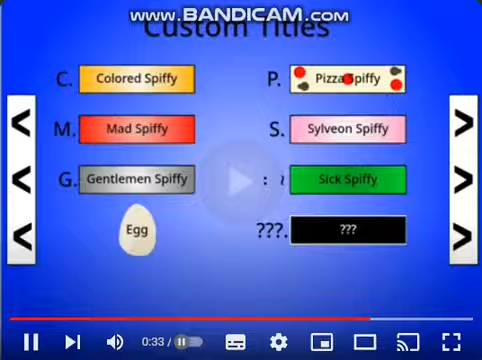 www.BANDICAM.com
Custom Titles
C. Colored Spiffy
P. Pizza Spiffy
M. Mad Spiffy
S. Sylveon Spiffy
G. Gentlemen Spiffy
: ~ Sick Spiffy
Egg
???. ???
< >
< >
< >
0:33 /